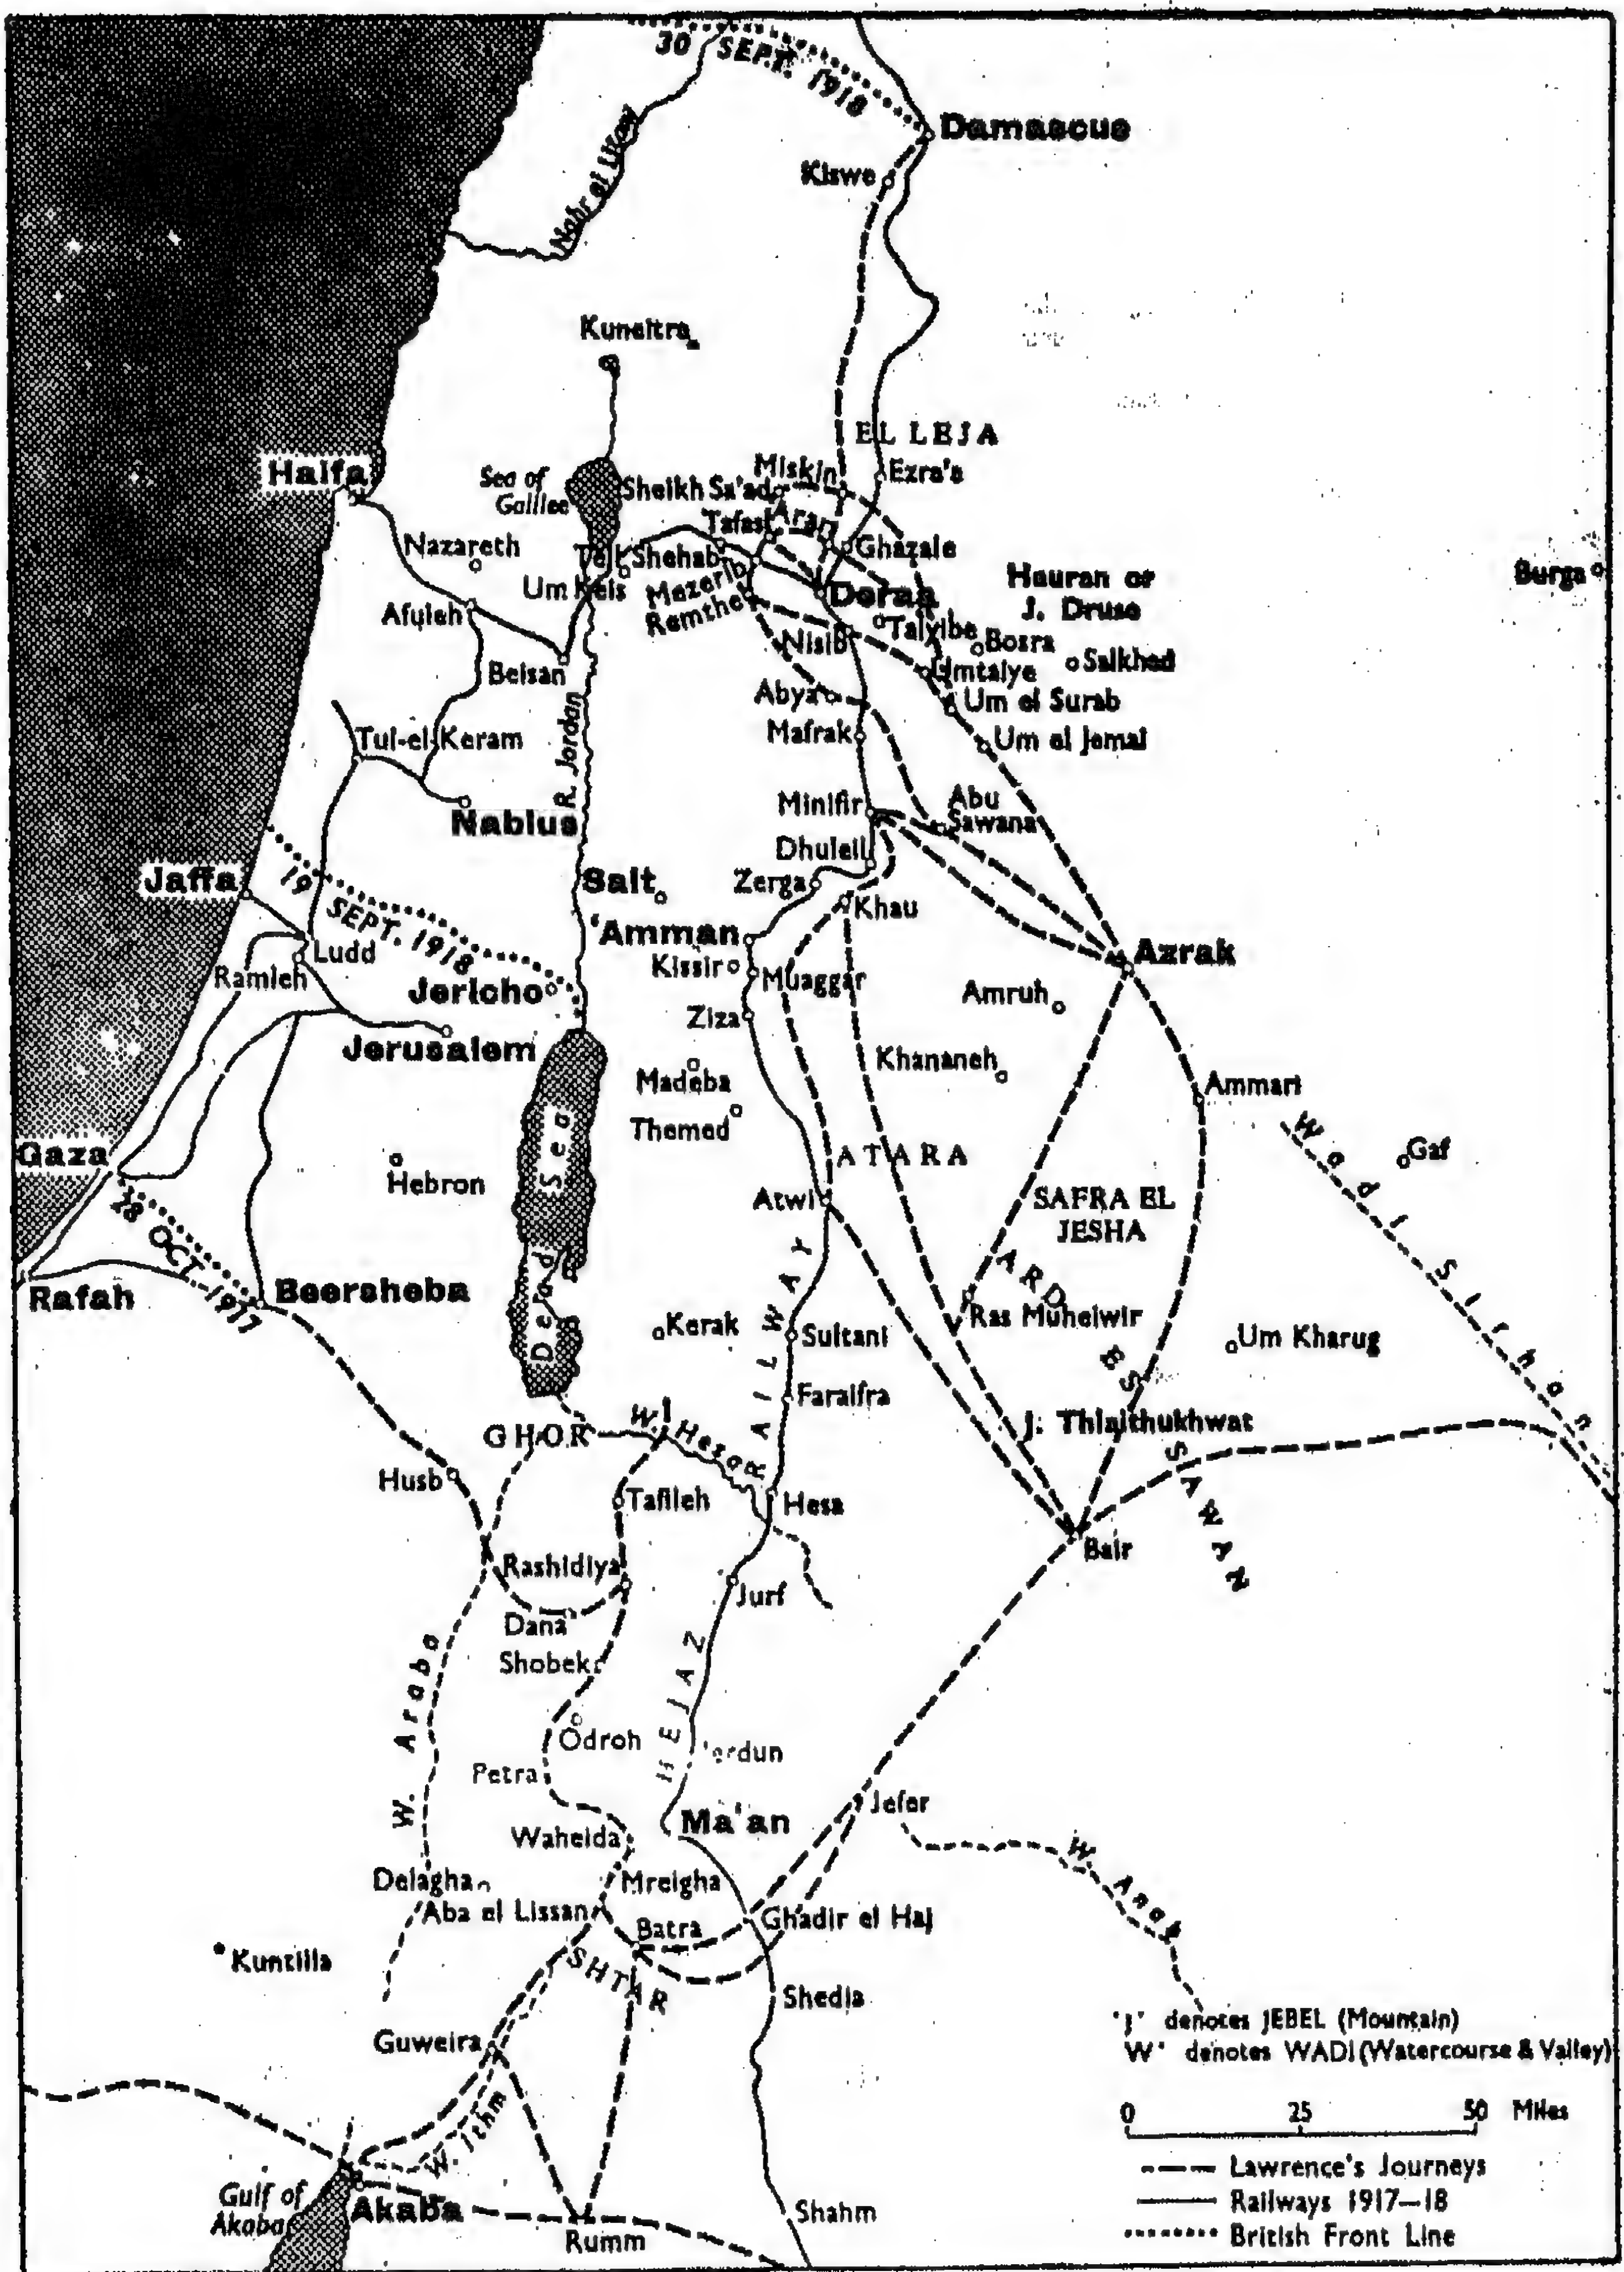 30 SEPT. 1918
Damascus
Kiswe
Kuneitra
EL LEJA
Haifa
Sea of
Galilee
Miskin
Sheikh Sa'ad
Ezra'a
Tafas
Arar
Ghazale
Nazareth
Tell Shehab
Um Keis
Mezerib
Remthe
Deraa
Hauran or
J. Druse
Burga
Afuleh
Talyibe
Bosra
Nisib
Salkhad
Beisan
Umtaiye
Abya
Um el Surab
Mafrak
Um el Jemal
Tul-el-Keram
R. Jordan
Nablus
Minifir
Abu
Sawana
Dhuleil
Jaffa
19 SEPT. 1918
Salt
Zerga
Khau
'Amman
Azrak
Ludd
Ramleh
Kissir
Muaggar
Jericho
Amruh
Ziza
Jerusalem
Khananeh
Madeba
Ammari
Themed
Wadi Sirhan
Gaf
Gaza
Hebron
Dead Sea
ATARA
Atwi
SAFRA EL
JESHA
28 OCT. 1917
Rafah
Beersheba
ARD ES SAWAN
Ras Muheiwir
Kerak
Sultani
Um Kharug
Faraifra
HEJAZ RAILWAY
J. Thlaithukhwat
GHOR
W. Hesa
Husb
Tafileh
Hesa
Bair
Rashidiya
Jurf
Dana
Shobek
W. Araba
Odroh
Petra
Jefer
Ma'an
Waheida
W. Anab
Delagha
Mreigha
Aba el Lissan
Batra
Ghadir el Haj
Kuntilla
SHTAR
Shedia
Guweira
W. Ithm
Gulf of
Akaba
Akaba
Rumm
Shahm
'J' denotes JEBEL (Mountain)
W' denotes WADI (Watercourse & Valley)
0 25 50 Miles
Lawrence's Journeys
Railways 1917–18
British Front Line